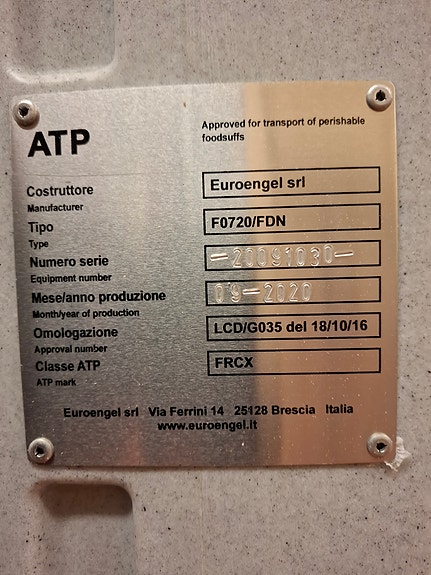 ATP
Approved for transport of perishable
foodsuffs
Costruttore
Manufacturer
Euroengel srl
Tipo
Type
F0720/FDN
Numero serie
Equipment number
-20091030-
Mese/anno produzione
Month/year of production
09-2020
Omologazione
Approval number
LCD/G035 del 18/10/16
Classe ATP
ATP mark
FRCX
Euroengel srl Via Ferrini 14 25128 Brescia Italia
www.euroengel.it